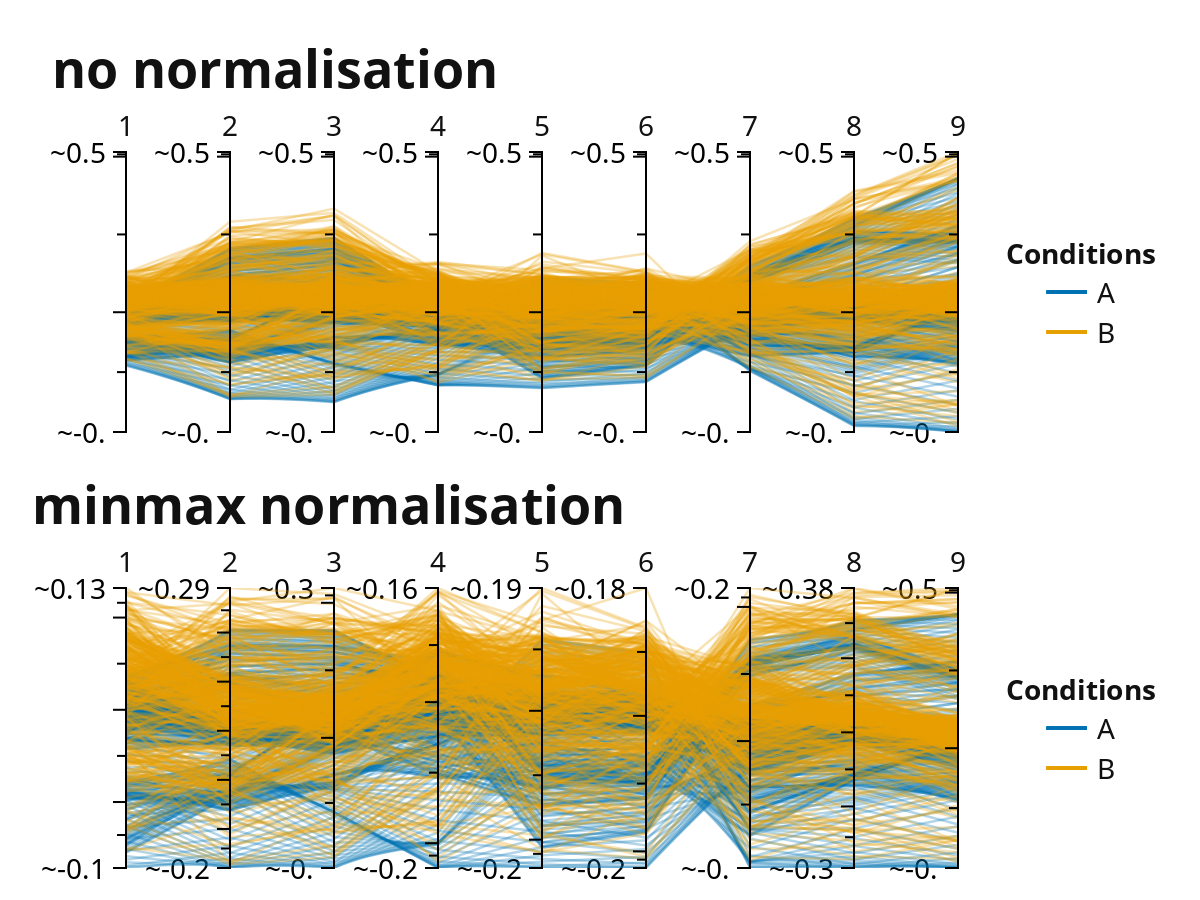 no normalisation
1 2 3 4 5 6 7 8 9
~0.5 ~0.5 ~0.5 ~0.5 ~0.5 ~0.5 ~0.5 ~0.5 ~0.5
Conditions
A
B
~-0. ~-0. ~-0. ~-0. ~-0. ~-0. ~-0. ~-0. ~-0.
minmax normalisation
1 2 3 4 5 6 7 8 9
~0.13 ~0.29 ~0.3 ~0.16 ~0.19 ~0.18 ~0.2 ~0.38 ~0.5
Conditions
A
B
~-0.1 ~-0.2 ~-0. ~-0.2 ~-0.2 ~-0.2 ~-0. ~-0.3 ~-0.